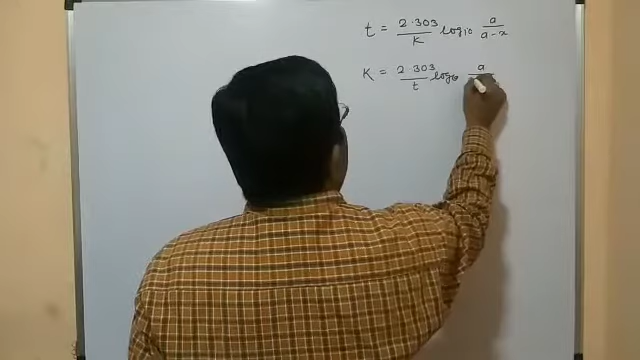 t = 2.303/K log10 a/a-x
K = 2.303/t log10 a/